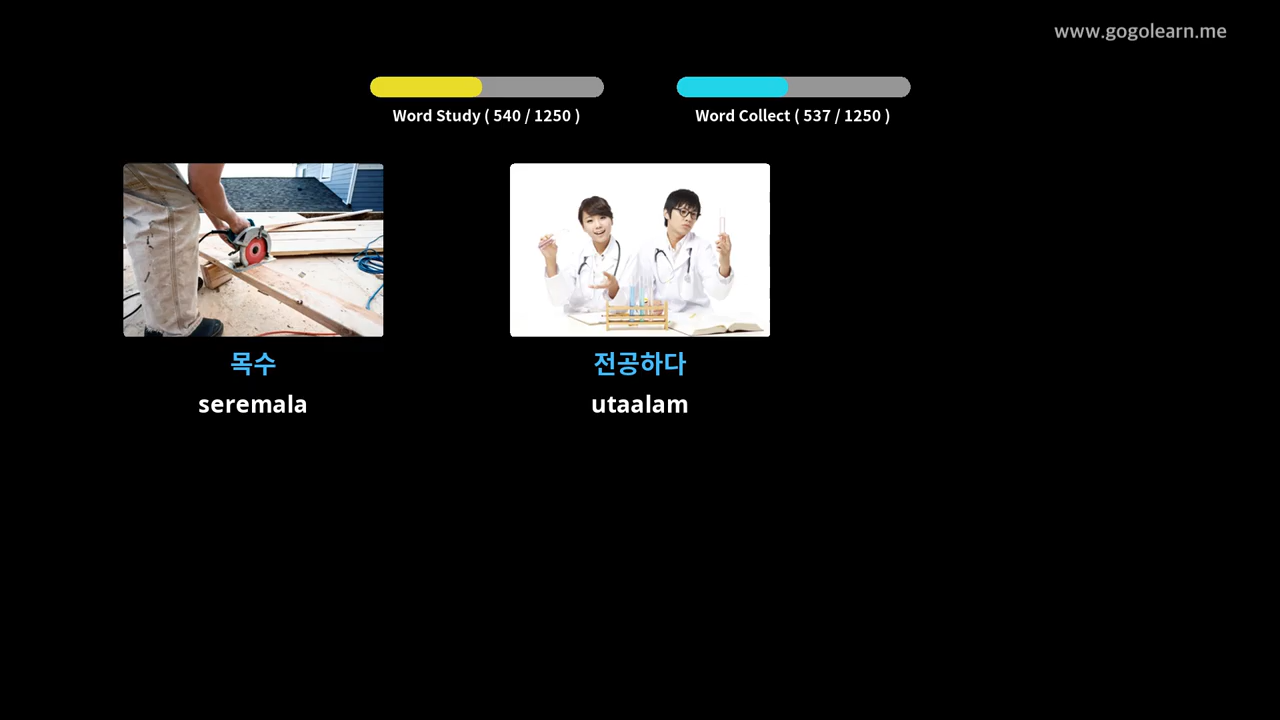 www.gogolearn.me
Word Study ( 540 / 1250 )
Word Collect ( 537 / 1250 )
목수
seremala
전공하다
utaalam